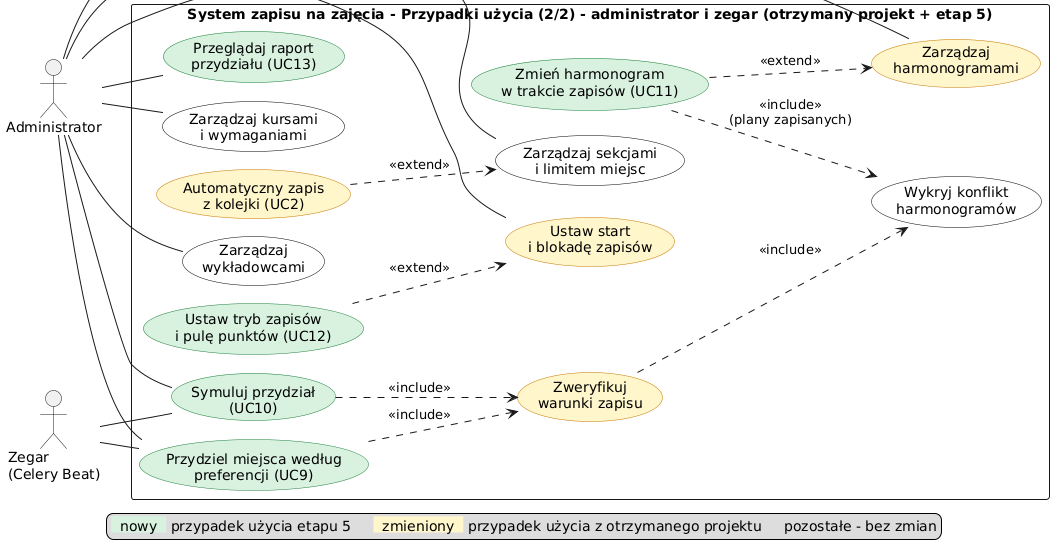 System zapisu na zajęcia - Przypadki użycia (2/2) - administrator i zegar (otrzymany projekt + etap 5)
Administrator
Zegar
(Celery Beat)
Przeglądaj raport
przydziału (UC13)
Zarządzaj kursami
i wymaganiami
Automatyczny zapis
z kolejki (UC2)
Zarządzaj
wykładowcami
Ustaw tryb zapisów
i pulę punktów (UC12)
Symuluj przydział
(UC10)
Przydziel miejsca według
preferencji (UC9)
«extend»
«extend»
«include»
«include»
Zmień harmonogram
w trakcie zapisów (UC11)
Zarządzaj sekcjami
i limitem miejsc
Ustaw start
i blokadę zapisów
Zweryfikuj
warunki zapisu
«extend»
«include»
(plany zapisanych)
«include»
Zarządzaj
harmonogramami
Wykryj konflikt
harmonogramów
nowy przypadek użycia etapu 5 zmieniony przypadek użycia z otrzymanego projektu pozostałe - bez zmian